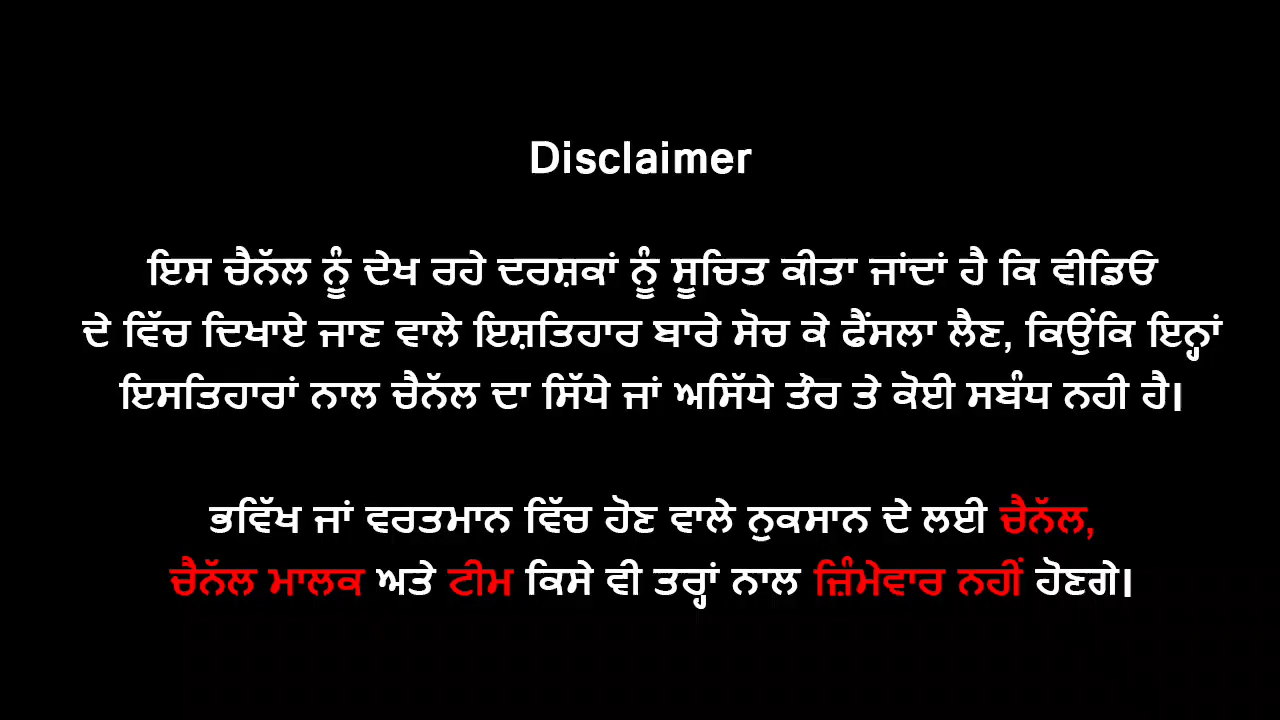 Disclaimer
ਇਸ ਚੈਨੱਲ ਨੂੰ ਦੇਖ ਰਹੇ ਦਰਸ਼ਕਾਂ ਨੂੰ ਸੂਚਿਤ ਕੀਤਾ ਜਾਂਦਾਂ ਹੈ ਕਿ ਵੀਡਿਓ
ਦੇ ਵਿੱਚ ਦਿਖਾਏ ਜਾਣ ਵਾਲੇ ਇਸ਼ਤਿਹਾਰ ਬਾਰੇ ਸੋਚ ਕੇ ਫੈਂਸਲਾ ਲੈਣ, ਕਿਉਂਕਿ ਇਨ੍ਹਾਂ
ਇਸਤਿਹਾਰਾਂ ਨਾਲ ਚੈਨੱਲ ਦਾ ਸਿੱਧੇ ਜਾਂ ਅਸਿੱਧੇ ਤੌਰ ਤੇ ਕੋਈ ਸਬੰਧ ਨਹੀ ਹੈ।
ਭਵਿੱਖ ਜਾਂ ਵਰਤਮਾਨ ਵਿੱਚ ਹੋਣ ਵਾਲੇ ਨੁਕਸਾਨ ਦੇ ਲਈ ਚੈਨੱਲ,
ਚੈਨੱਲ ਮਾਲਕ ਅਤੇ ਟੀਮ ਕਿਸੇ ਵੀ ਤਰ੍ਹਾਂ ਨਾਲ ਜ਼ਿੰਮੇਵਾਰ ਨਹੀਂ ਹੋਣਗੇ।